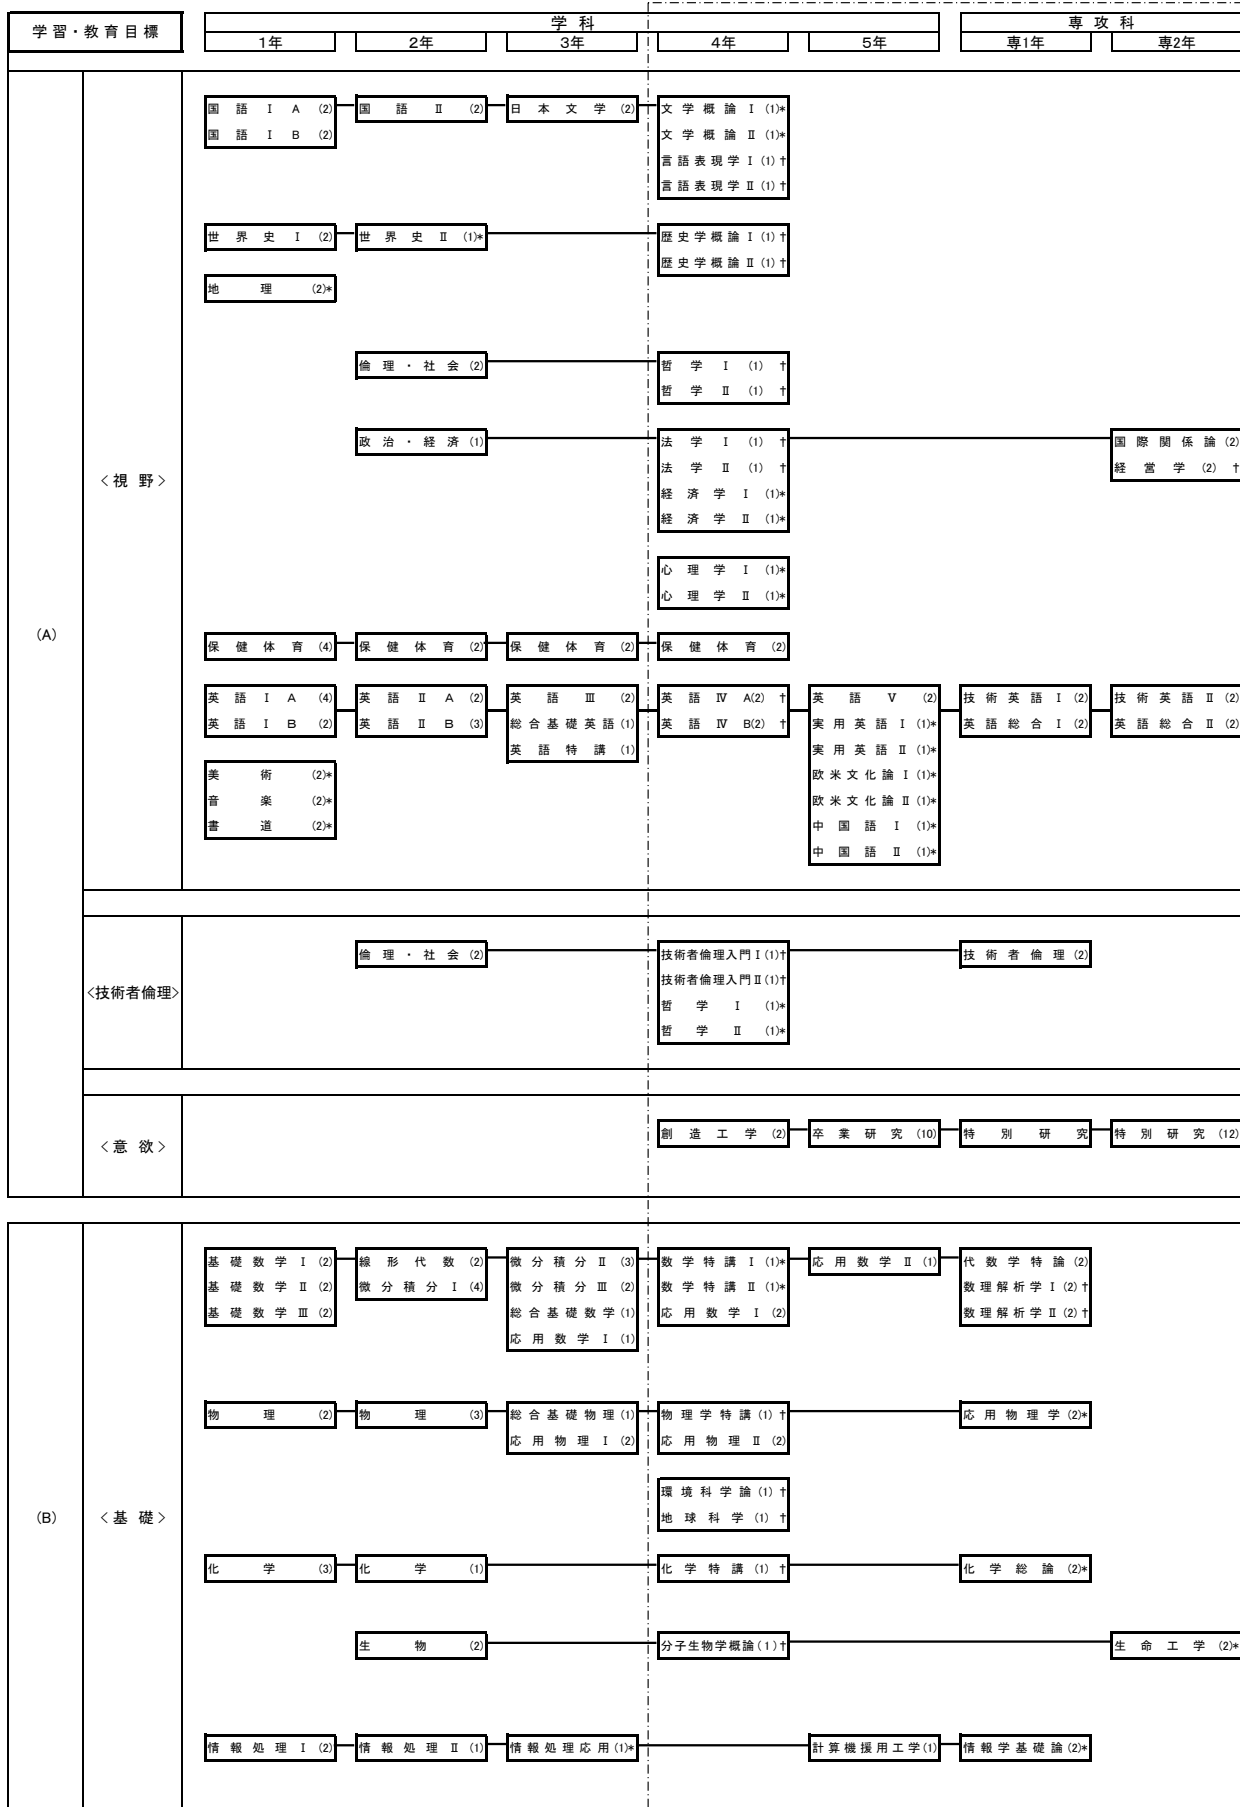 学習・教育目標
学科
専攻科
1年 2年 3年 4年 5年 専1年 専2年
(A)
<視 野>
国語ⅠA (2) 国語Ⅱ (2) 日本文学 (2) 文学概論Ⅰ (1)*
国語ⅠB (2) 文学概論Ⅱ (1)*
言語表現学Ⅰ (1) †
言語表現学Ⅱ (1) †
世界史Ⅰ (2) 世界史Ⅱ (1)* 歴史学概論Ⅰ (1) †
歴史学概論Ⅱ (1) †
地理 (2)*
倫理・社会 (2) 哲学Ⅰ (1) †
哲学Ⅱ (1) †
政治・経済 (1) 法学Ⅰ (1) † 国際関係論 (2)
法学Ⅱ (1) † 経営学 (2) †
経済学Ⅰ (1)*
経済学Ⅱ (1)*
心理学Ⅰ (1)*
心理学Ⅱ (1)*
保健体育 (4) 保健体育 (2) 保健体育 (2) 保健体育 (2)
英語ⅠA (4) 英語ⅡA (2) 英語Ⅲ (2) 英語ⅣA(2) † 英語Ⅴ (2) 技術英語Ⅰ (2) 技術英語Ⅱ (2)
英語ⅠB (2) 英語ⅡB (3) 総合基礎英語 (1) 英語ⅣB(2) † 実用英語Ⅰ (1)* 英語総合Ⅰ (2) 英語総合Ⅱ (2)
英語特講 (1) 実用英語Ⅱ (1)*
美術 (2)* 欧米文化論Ⅰ (1)*
音楽 (2)* 欧米文化論Ⅱ (1)*
書道 (2)* 中国語Ⅰ (1)*
中国語Ⅱ (1)*
<技術者倫理>
倫理・社会 (2) 技術者倫理入門Ⅰ(1)† 技術者倫理 (2)
技術者倫理入門Ⅱ(1)†
哲学Ⅰ (1)*
哲学Ⅱ (1)*
<意 欲>
創造工学 (2) 卒業研究 (10) 特別研究 特別研究 (12)
(B)
<基 礎>
基礎数学Ⅰ (2) 線形代数 (2) 微分積分Ⅱ (3) 数学特講Ⅰ (1)* 応用数学Ⅱ (1) 代数学特論 (2)
基礎数学Ⅱ (2) 微分積分Ⅰ (4) 微分積分Ⅲ (2) 数学特講Ⅱ (1)* 数理解析学Ⅰ (2) †
基礎数学Ⅲ (2) 総合基礎数学 (1) 応用数学Ⅰ (2) 数理解析学Ⅱ (2) †
応用数学Ⅰ (1)
物理 (2) 物理 (3) 総合基礎物理 (1) 物理学特講 (1) † 応用物理学 (2)*
応用物理Ⅰ (2) 応用物理Ⅱ (2)
環境科学論 (1) †
地球科学 (1) †
化学 (3) 化学 (1) 化学特講 (1) † 化学総論 (2)*
生物 (2) 分子生物学概論 (1) † 生命工学 (2)*
情報処理Ⅰ (2) 情報処理Ⅱ (1) 情報処理応用 (1)* 計算機援用工学 (1) 情報学基礎論 (2)*